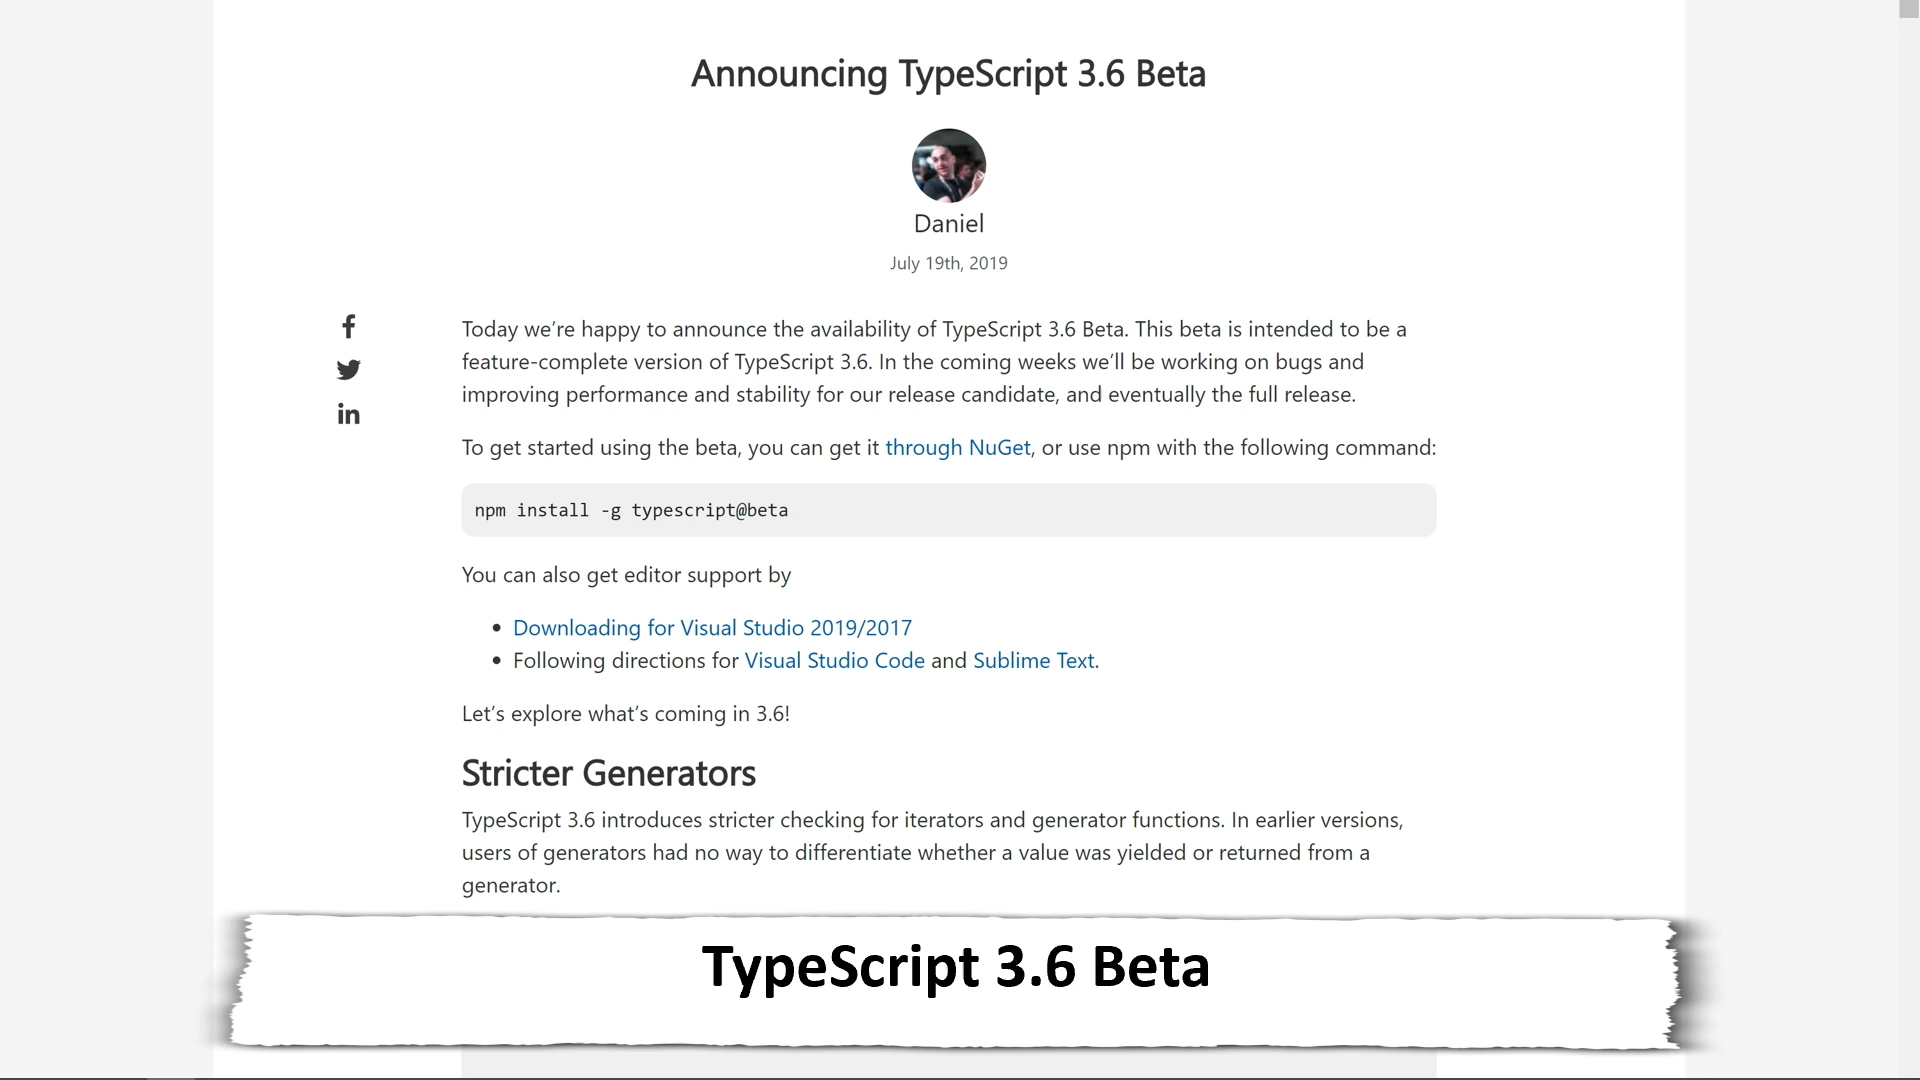 Announcing TypeScript 3.6 Beta
Daniel
July 19th, 2019
Today we’re happy to announce the availability of TypeScript 3.6 Beta. This beta is intended to be a
feature-complete version of TypeScript 3.6. In the coming weeks we’ll be working on bugs and
improving performance and stability for our release candidate, and eventually the full release.
To get started using the beta, you can get it through NuGet, or use npm with the following command:
npm install -g typescript@beta
You can also get editor support by
• Downloading for Visual Studio 2019/2017
• Following directions for Visual Studio Code and Sublime Text.
Let’s explore what’s coming in 3.6!
Stricter Generators
TypeScript 3.6 introduces stricter checking for iterators and generator functions. In earlier versions,
users of generators had no way to differentiate whether a value was yielded or returned from a
generator.
TypeScript 3.6 Beta